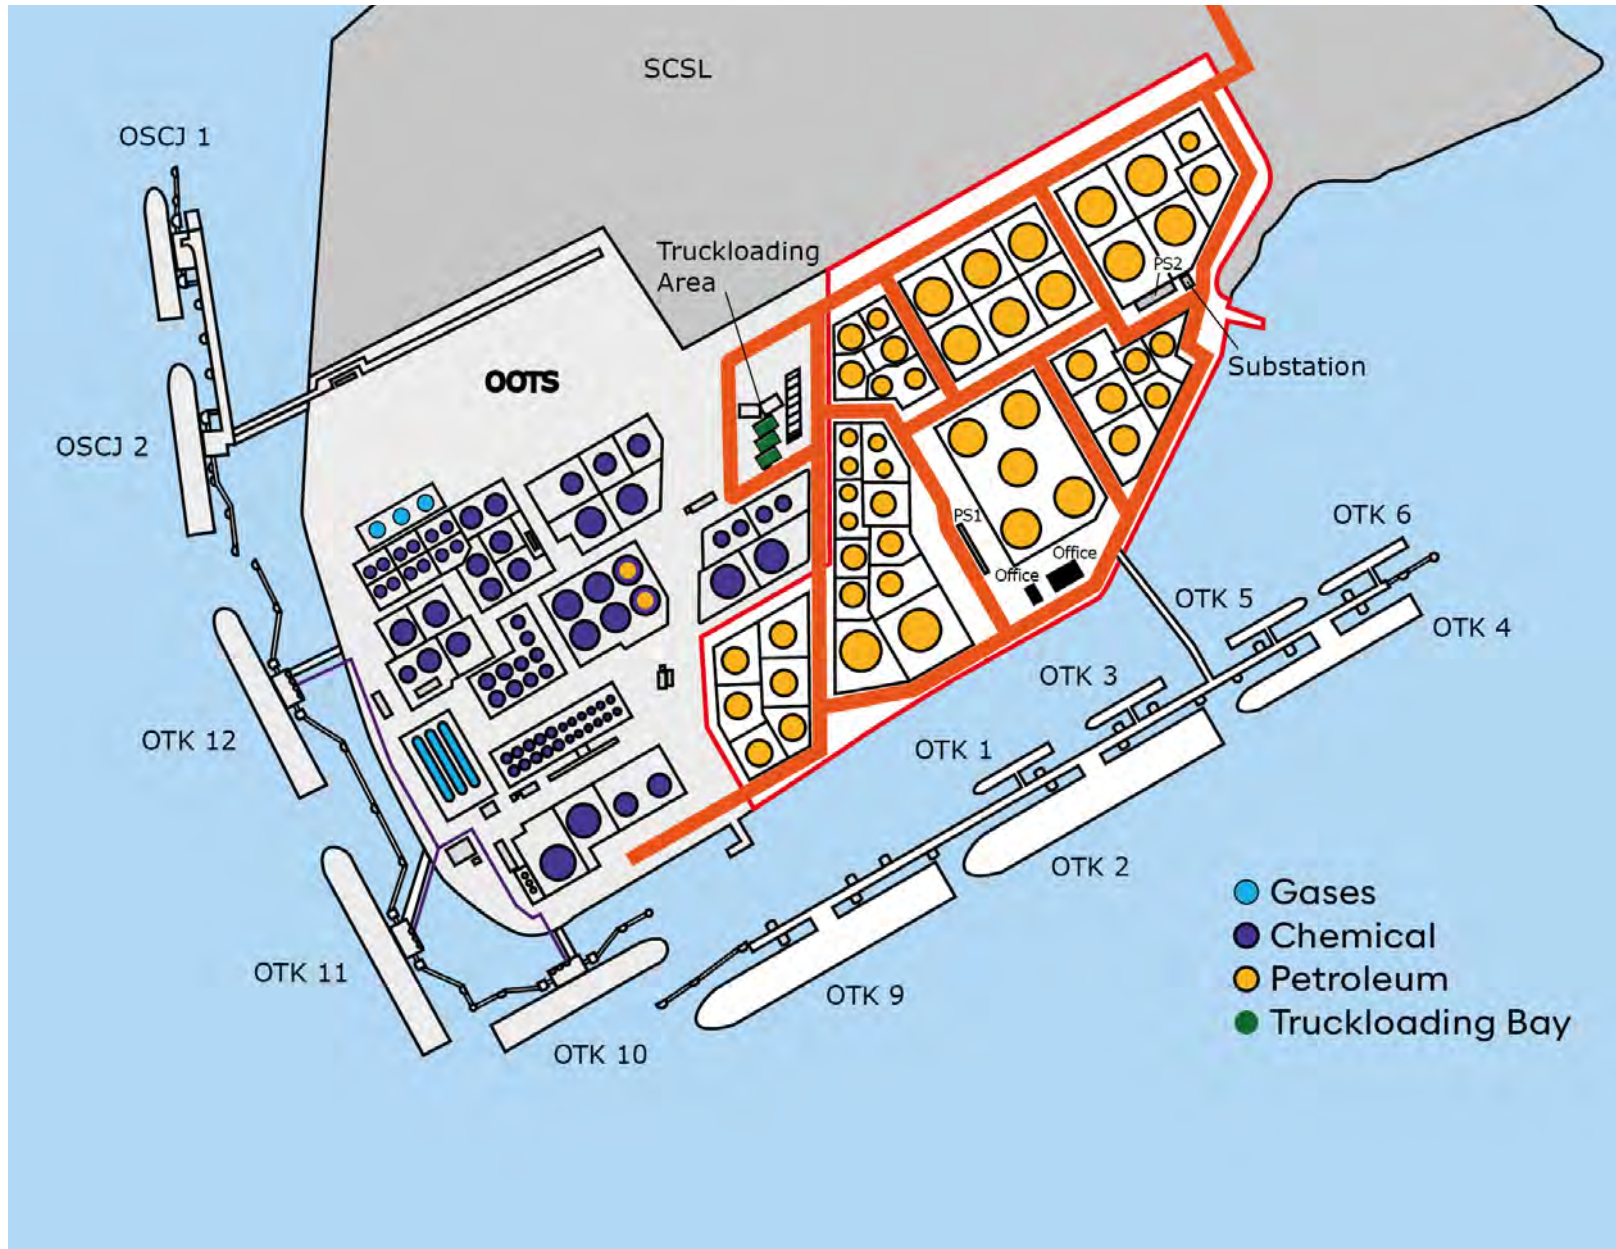 SCSL
OSCJ 1
Truckloading
Area
PS2
Substation
OOTS
OSCJ 2
PS1
Office
Office
OTK 6
OTK 5
OTK 4
OTK 3
OTK 12
OTK 1
OTK 2
Gases
Chemical
Petroleum
Truckloading Bay
OTK 11
OTK 9
OTK 10